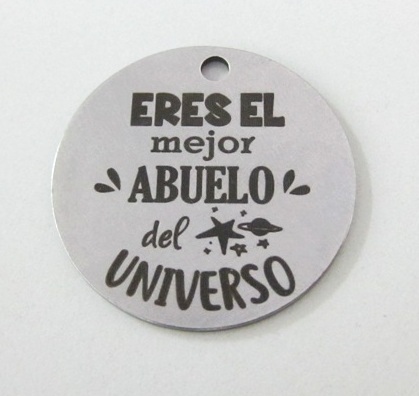 ERES EL
mejor
ABUELO
del
UNIVERSO